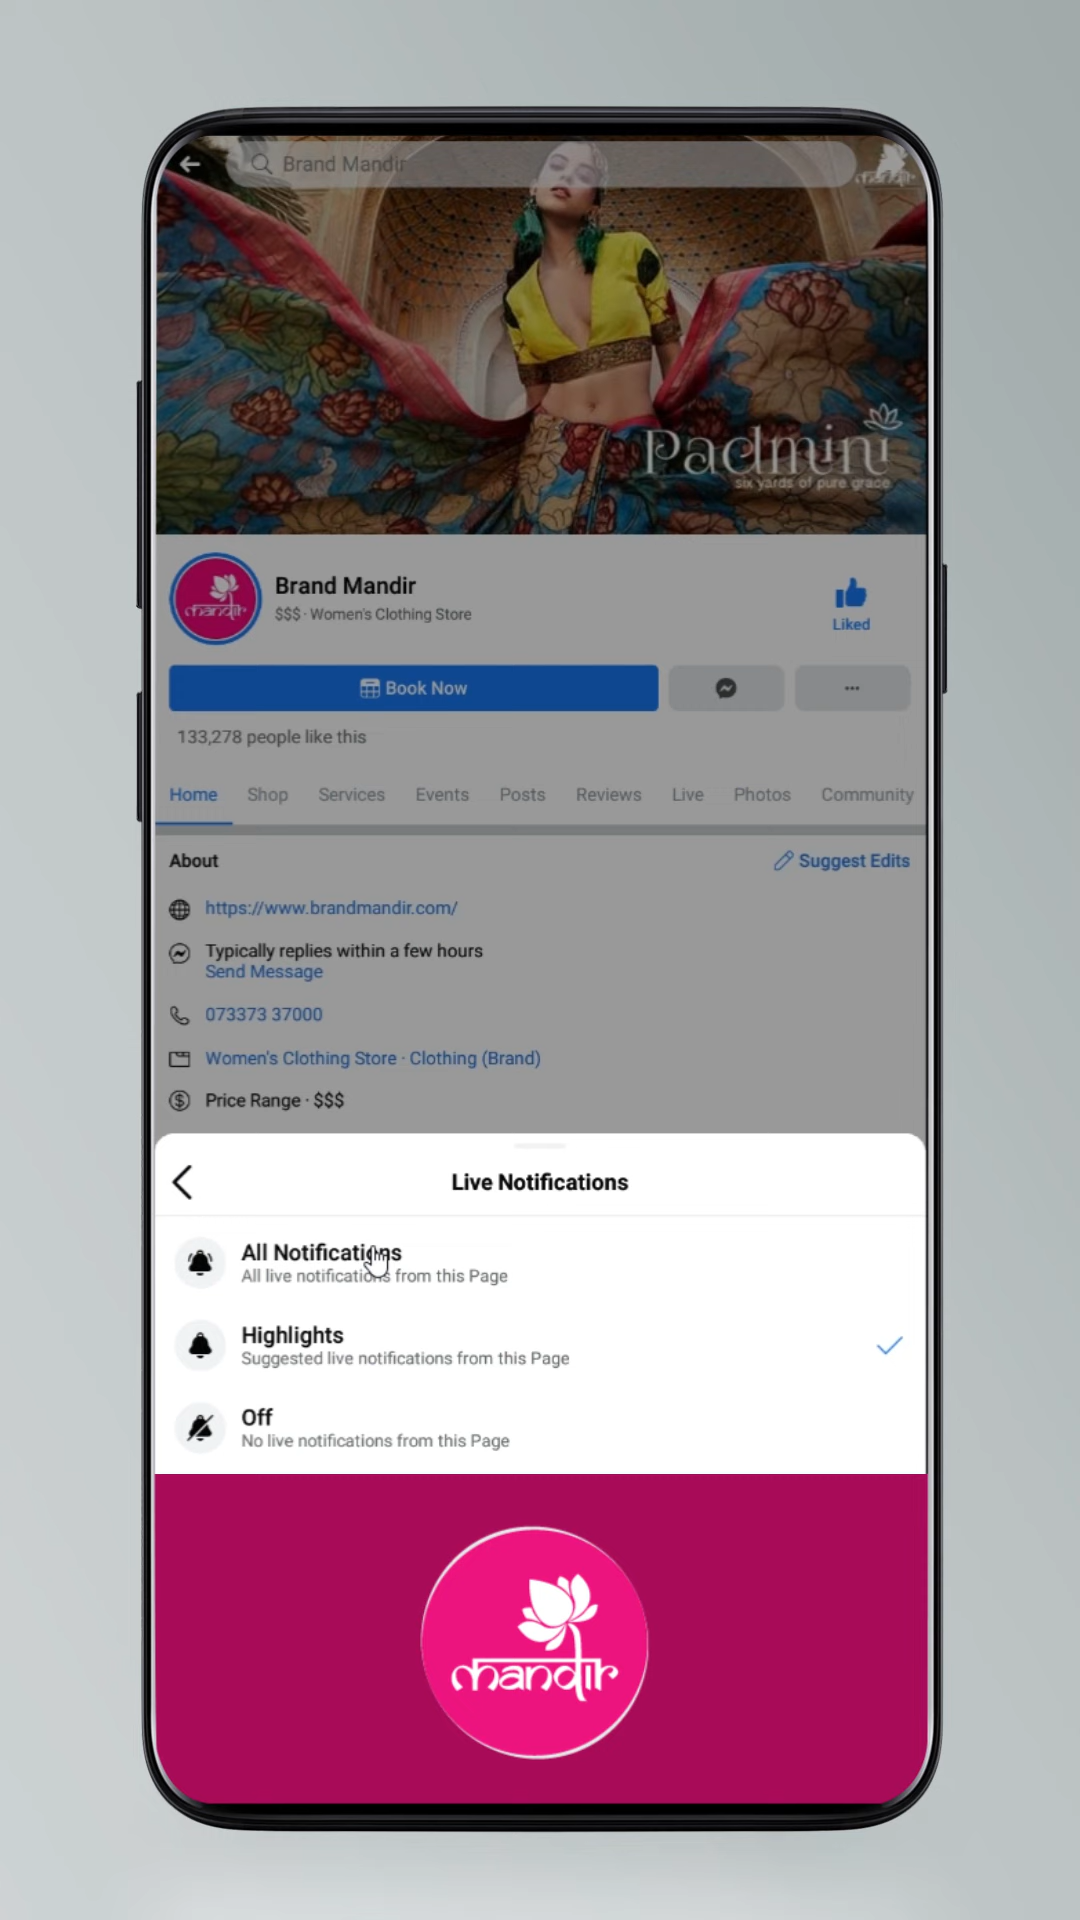 Brand Mandir
mandir
Padmini
six yards of pure grace
mandir
Brand Mandir
$$$ · Women's Clothing Store
Liked
Book Now
133,278 people like this
Home Shop Services Events Posts Reviews Live Photos Community
About
Suggest Edits
https://www.brandmandir.com/
Typically replies within a few hours
Send Message
073373 37000
Women's Clothing Store · Clothing (Brand)
Price Range · $$$
Live Notifications
All Notifications
All live notifications from this Page
Highlights
Suggested live notifications from this Page
Off
No live notifications from this Page
mandir